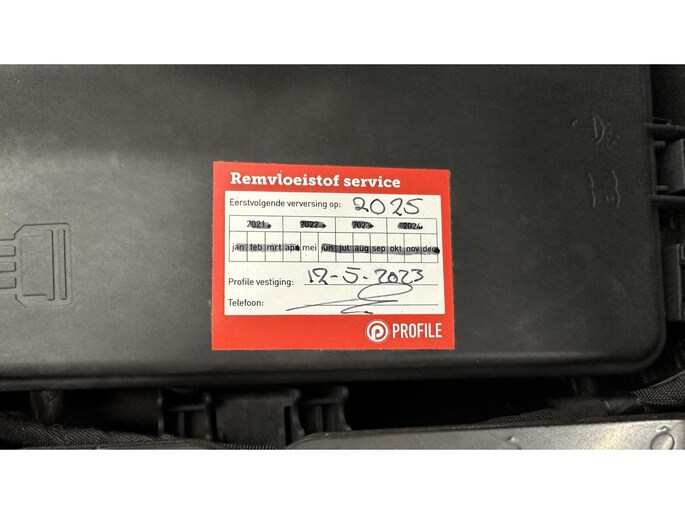 Remvloeistof service
Eerstvolgende verversing op: 2025
2021 2022 2023 2024
jan feb mrt apr mei jun jul aug sep okt nov dec
Profile vestiging: 12-5-2023
Telefoon:
PROFILE